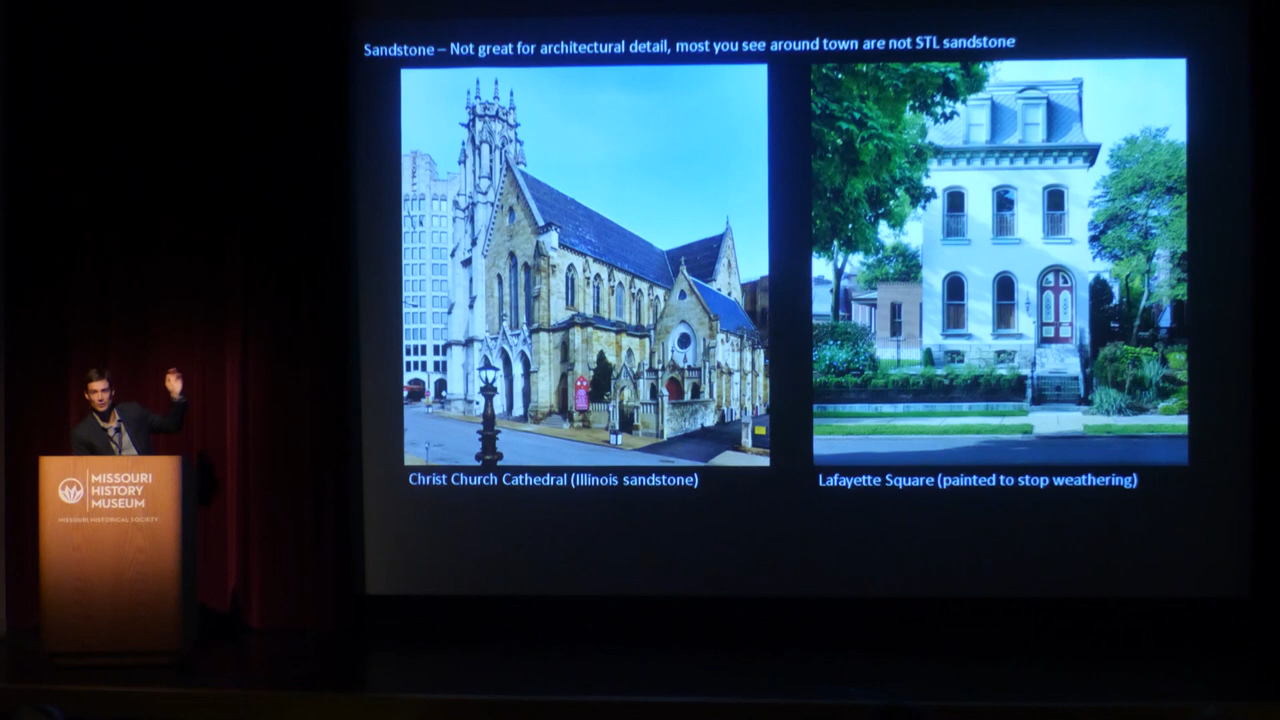 Sandstone – Not great for architectural detail, most you see around town are not STL sandstone
Christ Church Cathedral (Illinois sandstone)
Lafayette Square (painted to stop weathering)
MISSOURI
HISTORY
MUSEUM
MISSOURI HISTORICAL SOCIETY